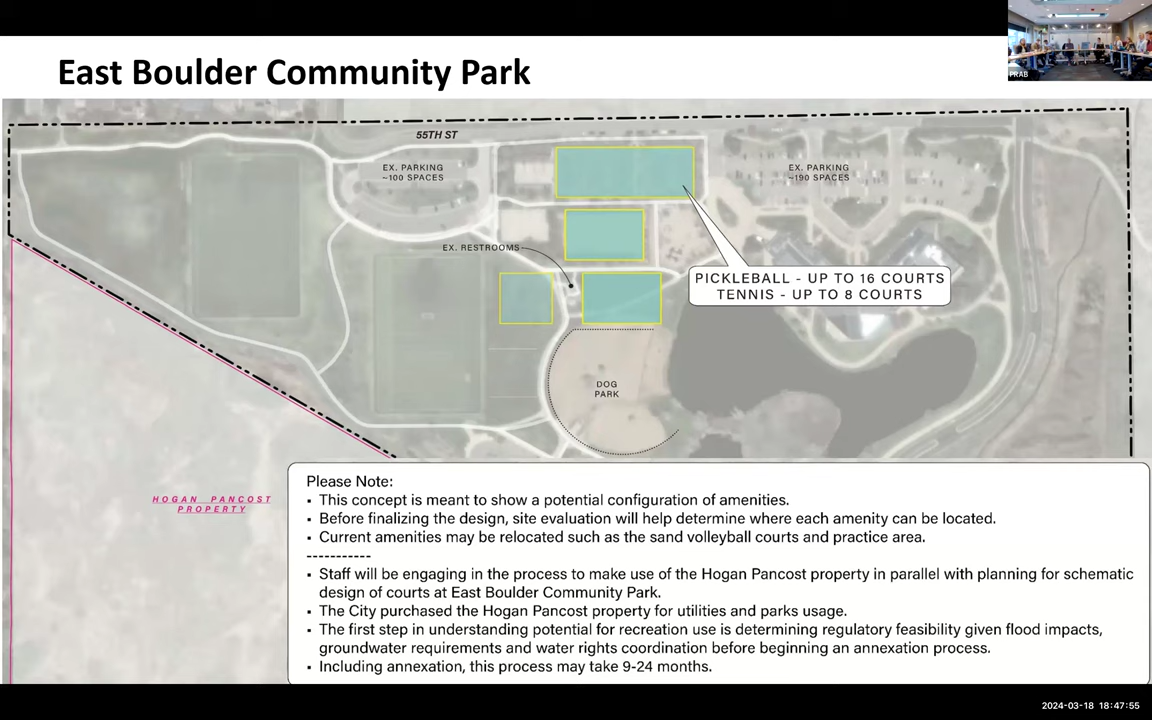 PRAB
East Boulder Community Park
55TH ST
EX. PARKING
~100 SPACES
EX. PARKING
~190 SPACES
EX. RESTROOMS
PICKLEBALL - UP TO 16 COURTS
TENNIS - UP TO 8 COURTS
DOG
PARK
HOGAN PANCOST
PROPERTY
Please Note:
▪ This concept is meant to show a potential configuration of amenities.
▪ Before finalizing the design, site evaluation will help determine where each amenity can be located.
▪ Current amenities may be relocated such as the sand volleyball courts and practice area.
-----------
▪ Staff will be engaging in the process to make use of the Hogan Pancost property in parallel with planning for schematic
design of courts at East Boulder Community Park.
▪ The City purchased the Hogan Pancost property for utilities and parks usage.
▪ The first step in understanding potential for recreation use is determining regulatory feasibility given flood impacts,
groundwater requirements and water rights coordination before beginning an annexation process.
▪ Including annexation, this process may take 9-24 months.
2024-03-18 18:47:55